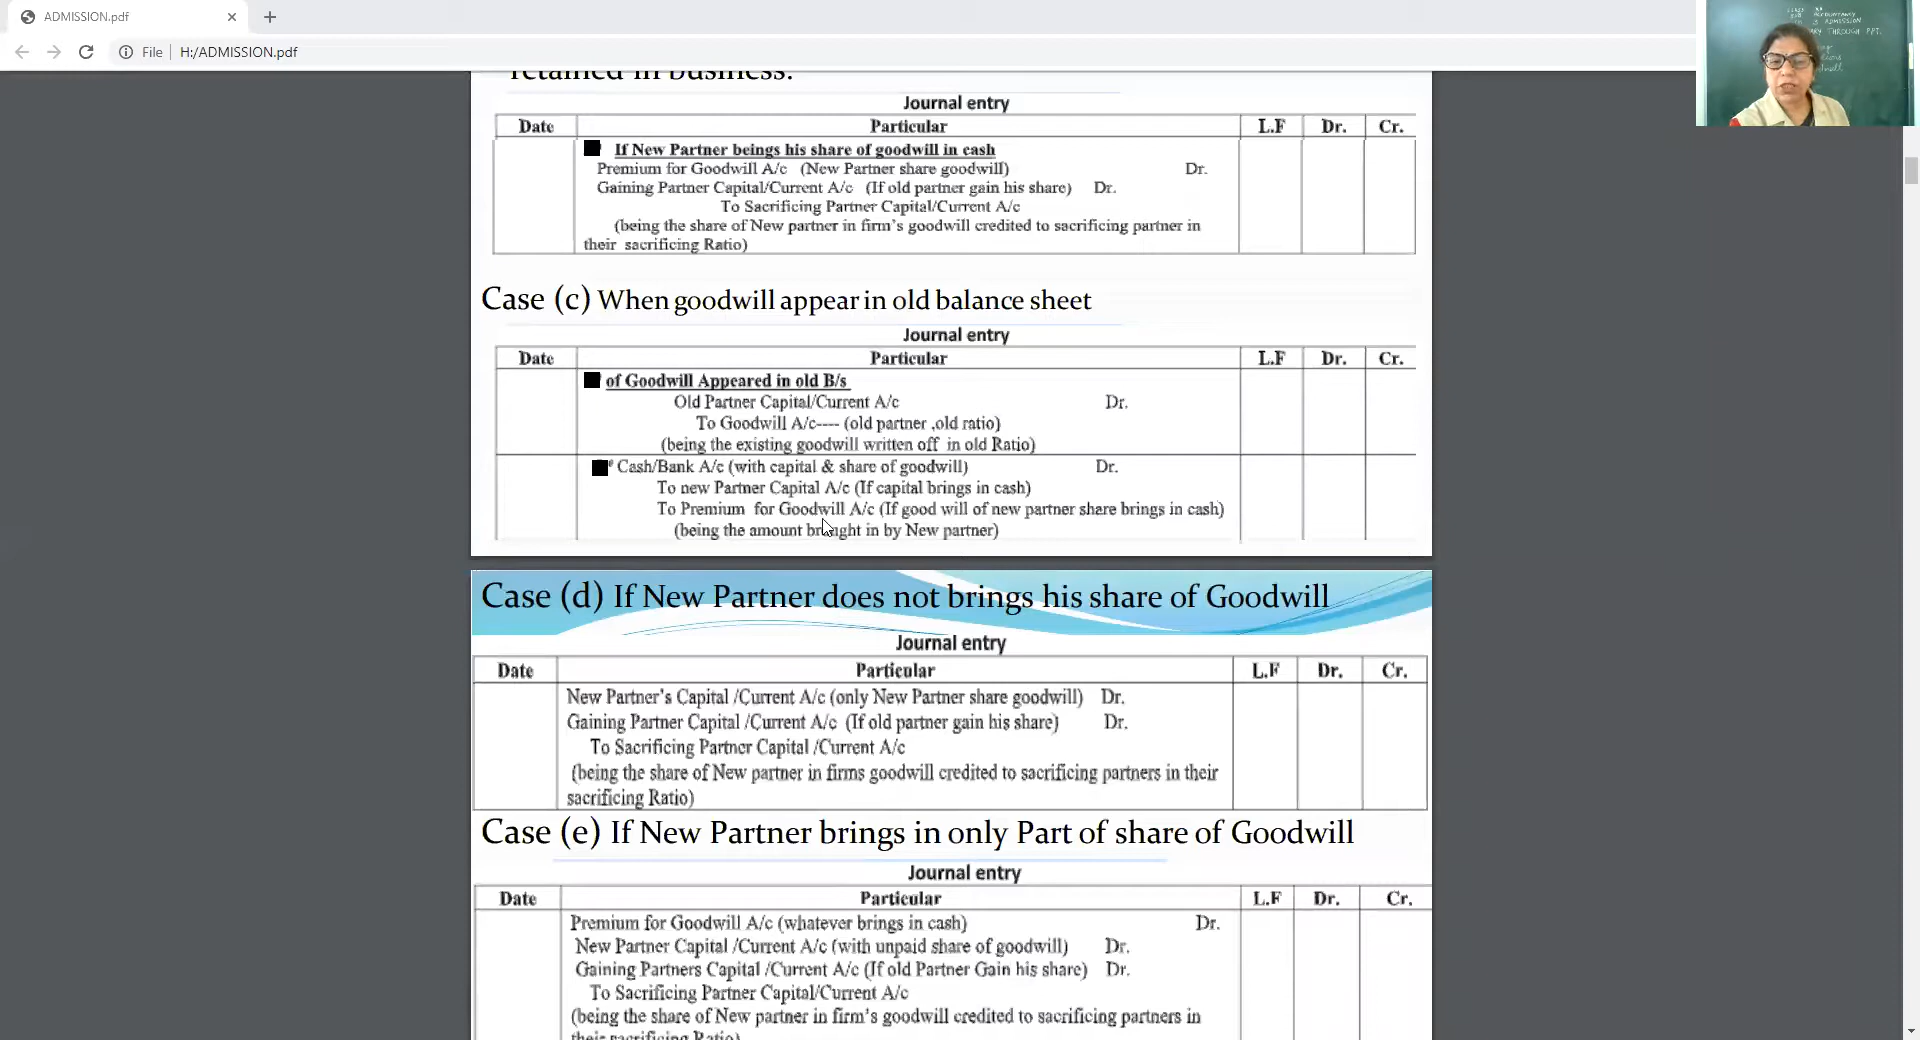 ADMISSION.pdf
File | H:/ADMISSION.pdf
ADMISSION
THROUGH PPT.
retained in business.
Journal entry
Date Particular L.F Dr. Cr.
If New Partner beings his share of goodwill in cash
Premium for Goodwill A/c (New Partner share goodwill) Dr.
Gaining Partner Capital/Current A/c (If old partner gain his share) Dr.
To Sacrificing Partner Capital/Current A/c
(being the share of New partner in firm's goodwill credited to sacrificing partner in
their sacrificing Ratio)
Case (c) When goodwill appear in old balance sheet
Journal entry
Date Particular L.F Dr. Cr.
of Goodwill Appeared in old B/s
Old Partner Capital/Current A/c Dr.
To Goodwill A/c---- (old partner ,old ratio)
(being the existing goodwill written off in old Ratio)
Cash/Bank A/c (with capital & share of goodwill) Dr.
To new Partner Capital A/c (If capital brings in cash)
To Premium for Goodwill A/c (If good will of new partner share brings in cash)
(being the amount brought in by New partner)
Case (d) If New Partner does not brings his share of Goodwill
Journal entry
Date Particular L.F Dr. Cr.
New Partner's Capital /Current A/c (only New Partner share goodwill) Dr.
Gaining Partner Capital /Current A/c (If old partner gain his share) Dr.
To Sacrificing Partner Capital /Current A/c
(being the share of New partner in firms goodwill credited to sacrificing partners in their
sacrificing Ratio)
Case (e) If New Partner brings in only Part of share of Goodwill
Journal entry
Date Particular L.F Dr. Cr.
Premium for Goodwill A/c (whatever brings in cash) Dr.
New Partner Capital /Current A/c (with unpaid share of goodwill) Dr.
Gaining Partners Capital /Current A/c (If old Partner Gain his share) Dr.
To Sacrificing Partner Capital/Current A/c
(being the share of New partner in firm's goodwill credited to sacrificing partners in
their sacrificing Ratio)